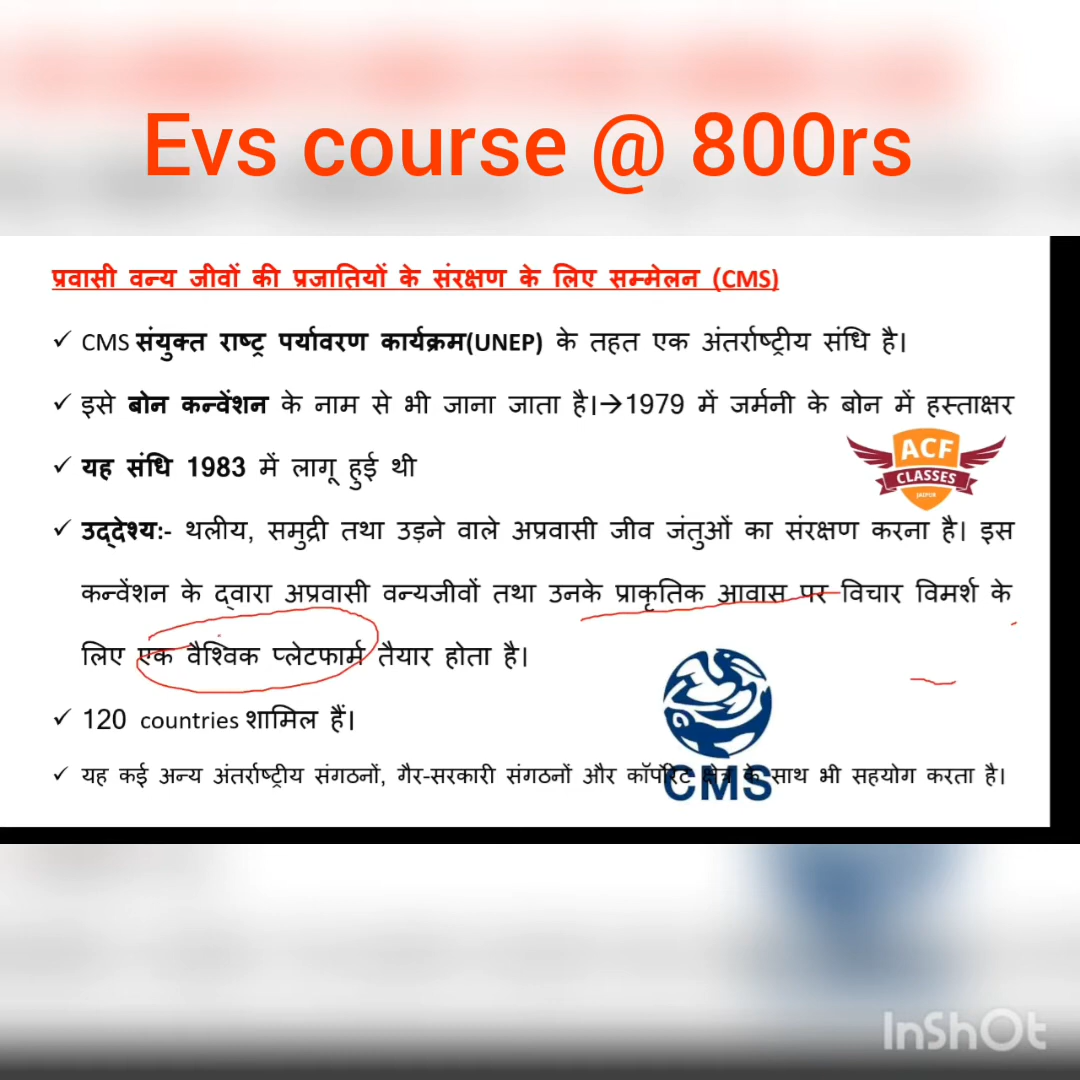 Evs course @ 800rs
प्रवासी वन्य जीवों की प्रजातियों के संरक्षण के लिए सम्मेलन (CMS)
✓ CMS संयुक्त राष्ट्र पर्यावरण कार्यक्रम(UNEP) के तहत एक अंतर्राष्ट्रीय संधि है।
✓ इसे बोन कन्वेंशन के नाम से भी जाना जाता है।→1979 में जर्मनी के बोन में हस्ताक्षर
✓ यह संधि 1983 में लागू हुई थी
ACF
CLASSES
JAIPUR
✓ उद्देश्य:- थलीय, समुद्री तथा उड़ने वाले अप्रवासी जीव जंतुओं का संरक्षण करना है। इस
कन्वेंशन के द्वारा अप्रवासी वन्यजीवों तथा उनके प्राकृतिक आवास पर विचार विमर्श के
लिए एक वैश्विक प्लेटफार्म तैयार होता है।
✓ 120 countries शामिल हैं।
✓ यह कई अन्य अंतर्राष्ट्रीय संगठनों, गैर-सरकारी संगठनों और कॉर्पोरेट क्षेत्र के साथ भी सहयोग करता है।
CMS
InShOt